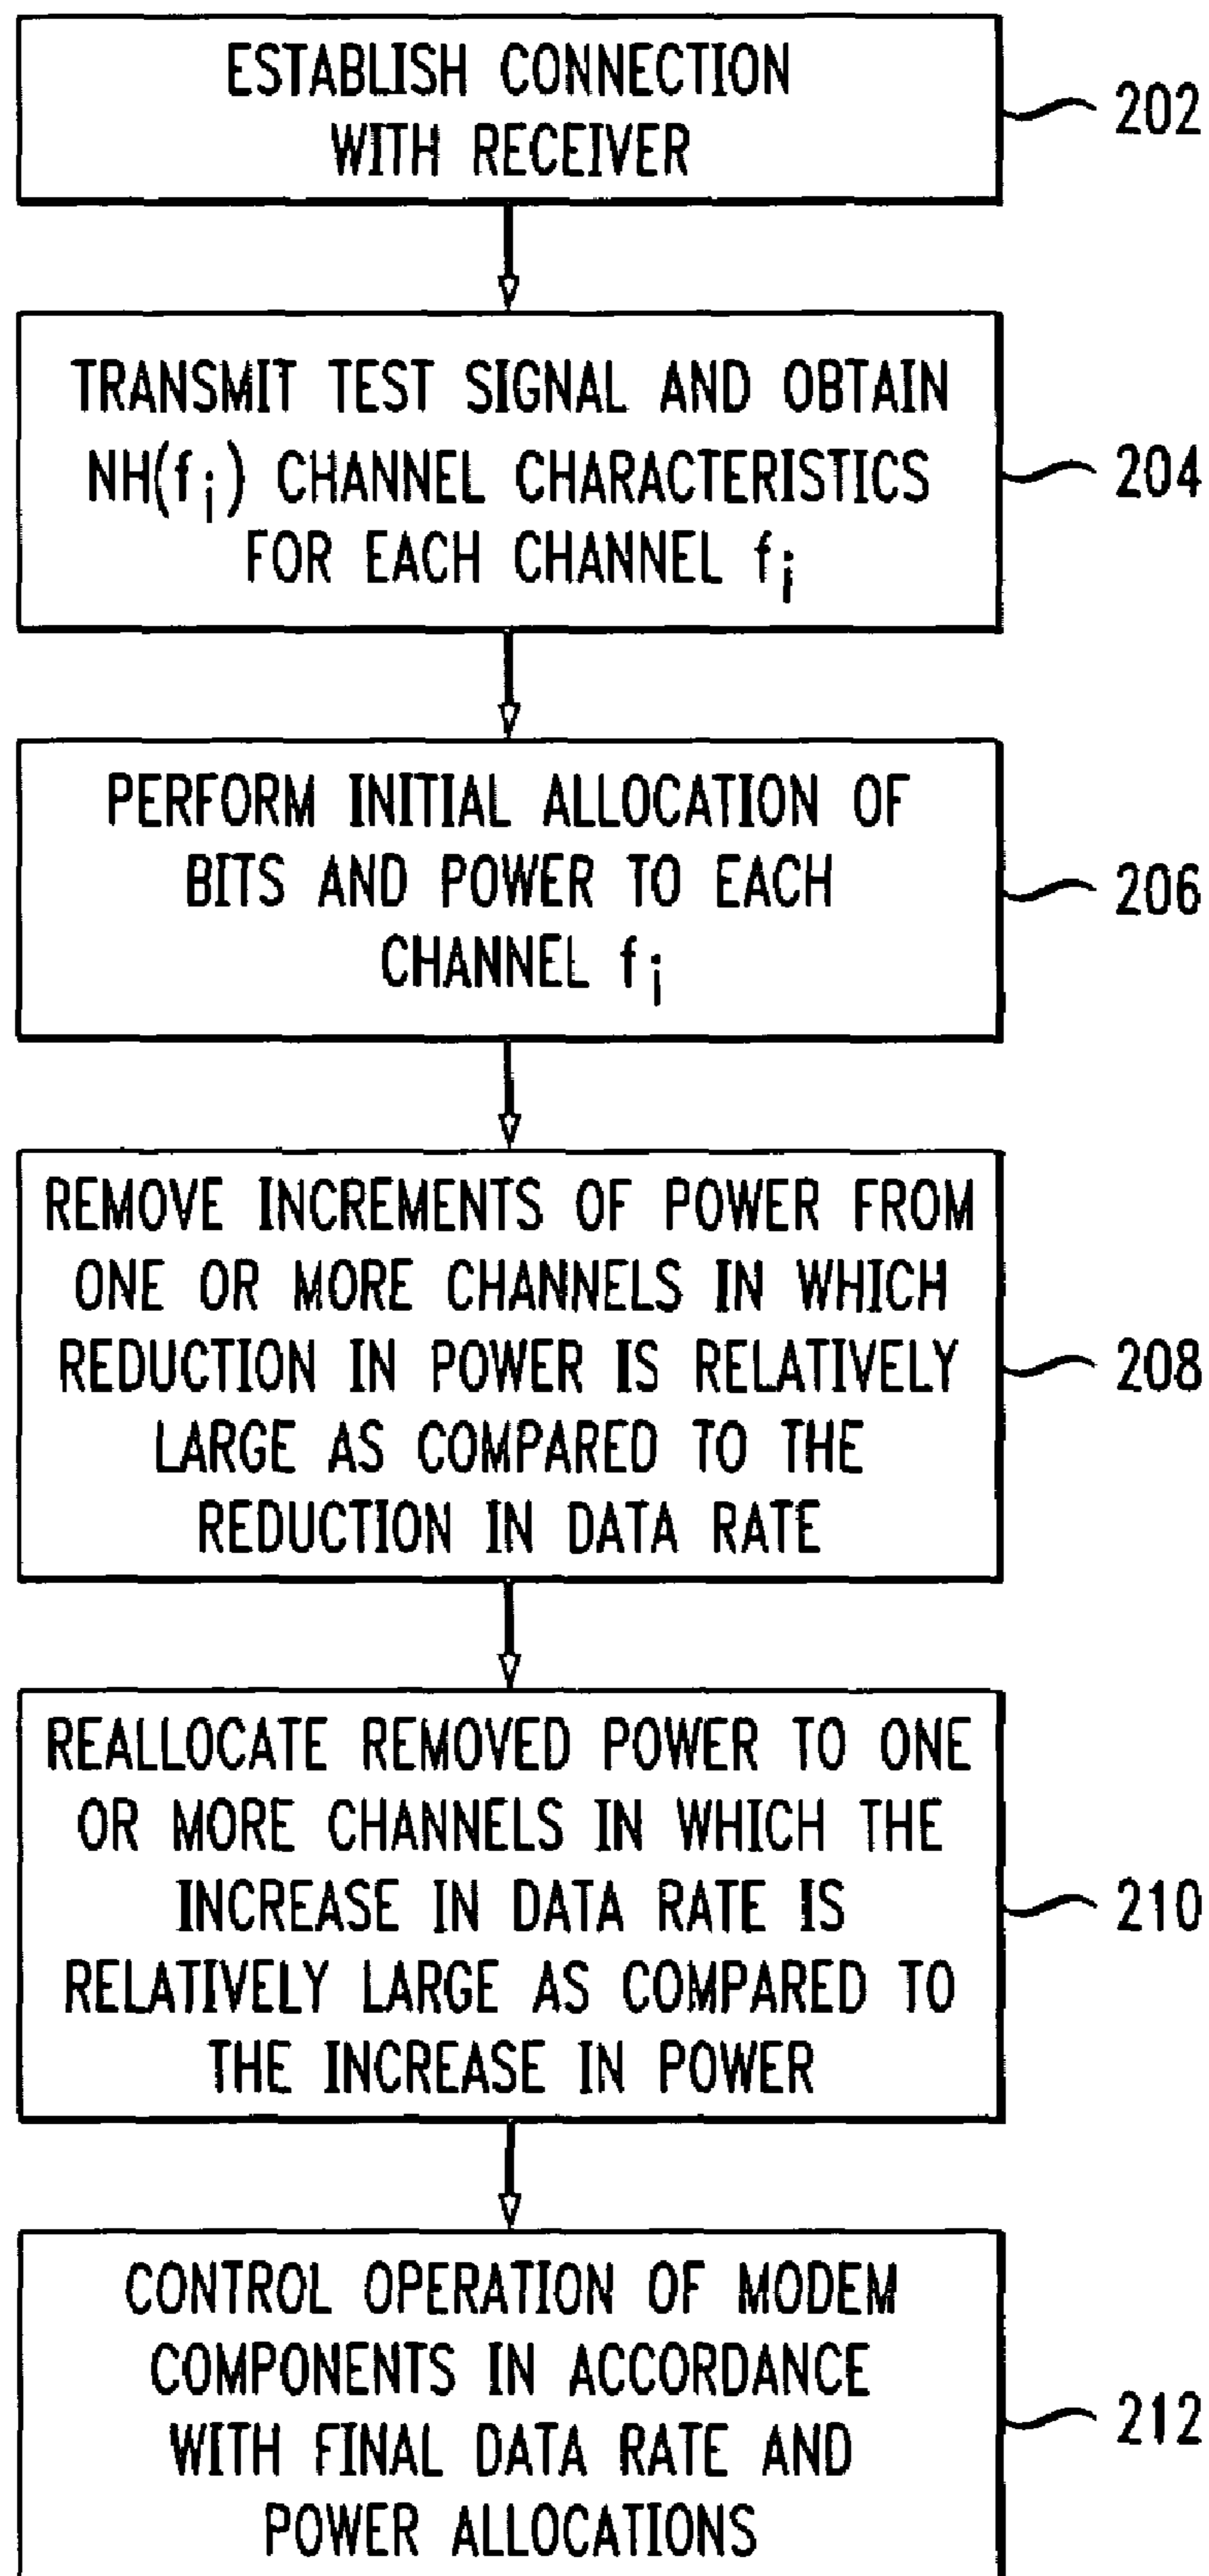 ESTABLISH CONNECTION
WITH RECEIVER
202
TRANSMIT TEST SIGNAL AND OBTAIN
NH(fi) CHANNEL CHARACTERISTICS
FOR EACH CHANNEL fi
204
PERFORM INITIAL ALLOCATION OF
BITS AND POWER TO EACH
CHANNEL fi
206
REMOVE INCREMENTS OF POWER FROM
ONE OR MORE CHANNELS IN WHICH
REDUCTION IN POWER IS RELATIVELY
LARGE AS COMPARED TO THE
REDUCTION IN DATA RATE
208
REALLOCATE REMOVED POWER TO ONE
OR MORE CHANNELS IN WHICH THE
INCREASE IN DATA RATE IS
RELATIVELY LARGE AS COMPARED TO
THE INCREASE IN POWER
210
CONTROL OPERATION OF MODEM
COMPONENTS IN ACCORDANCE
WITH FINAL DATA RATE AND
POWER ALLOCATIONS
212